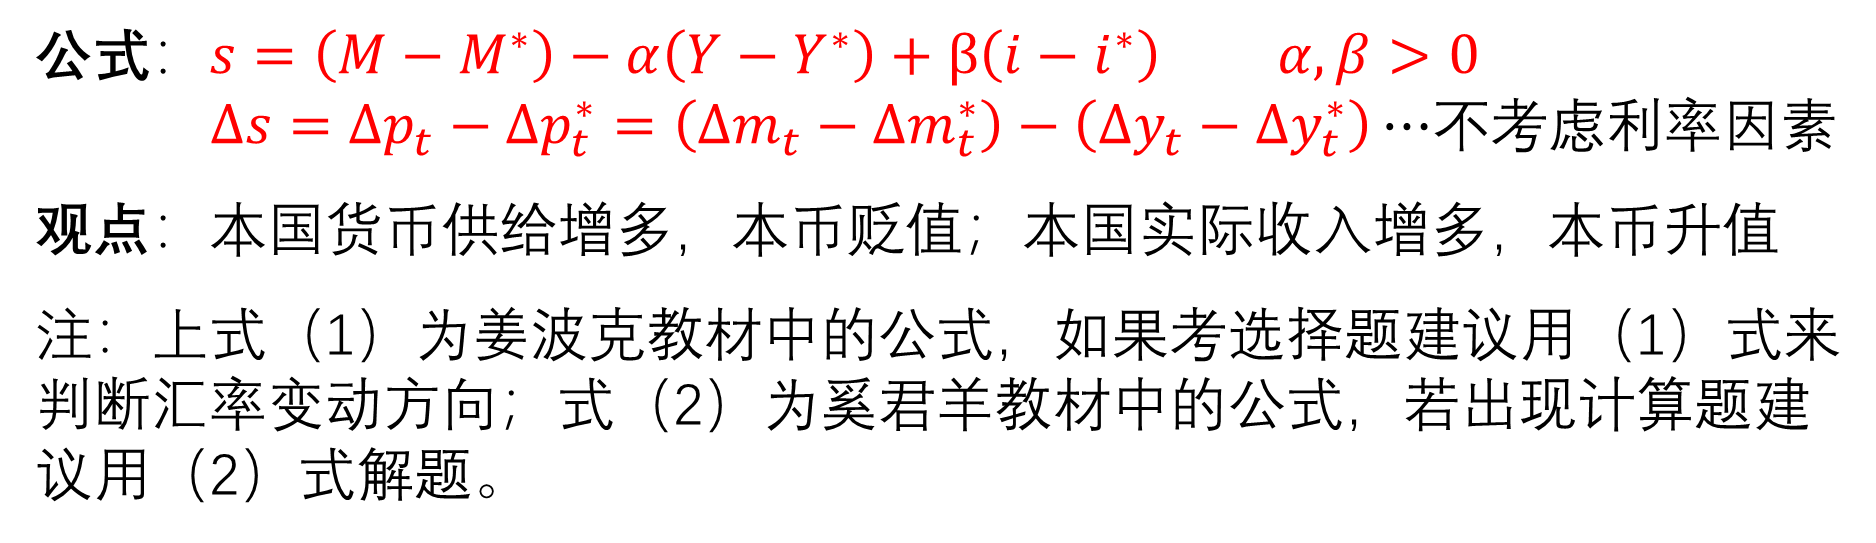 公式：s = (M − M*) − α(Y − Y*) + β(i − i*)　　α, β > 0
Δs = Δp_t − Δp_t* = (Δm_t − Δm_t*) − (Δy_t − Δy_t*) ···不考虑利率因素
观点：本国货币供给增多，本币贬值；本国实际收入增多，本币升值
注：上式（1）为姜波克教材中的公式，如果考选择题建议用（1）式来
判断汇率变动方向；式（2）为奚君羊教材中的公式，若出现计算题建
议用（2）式解题。